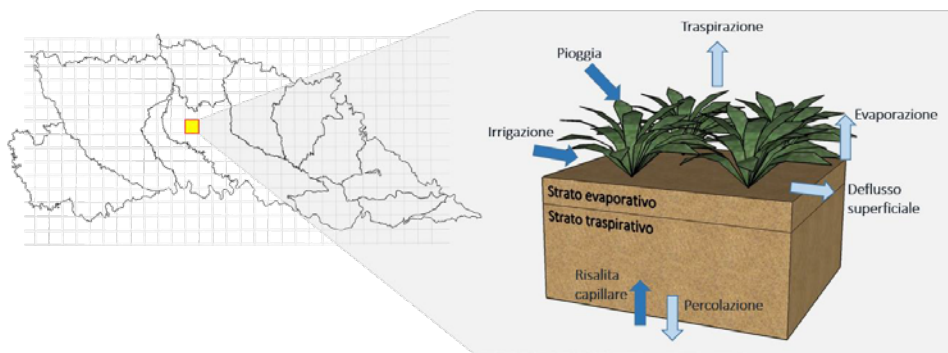 Traspirazione
Pioggia
Evaporazione
Irrigazione
Strato evaporativo
Deflusso
superficiale
Strato traspirativo
Risalita
capillare
Percolazione